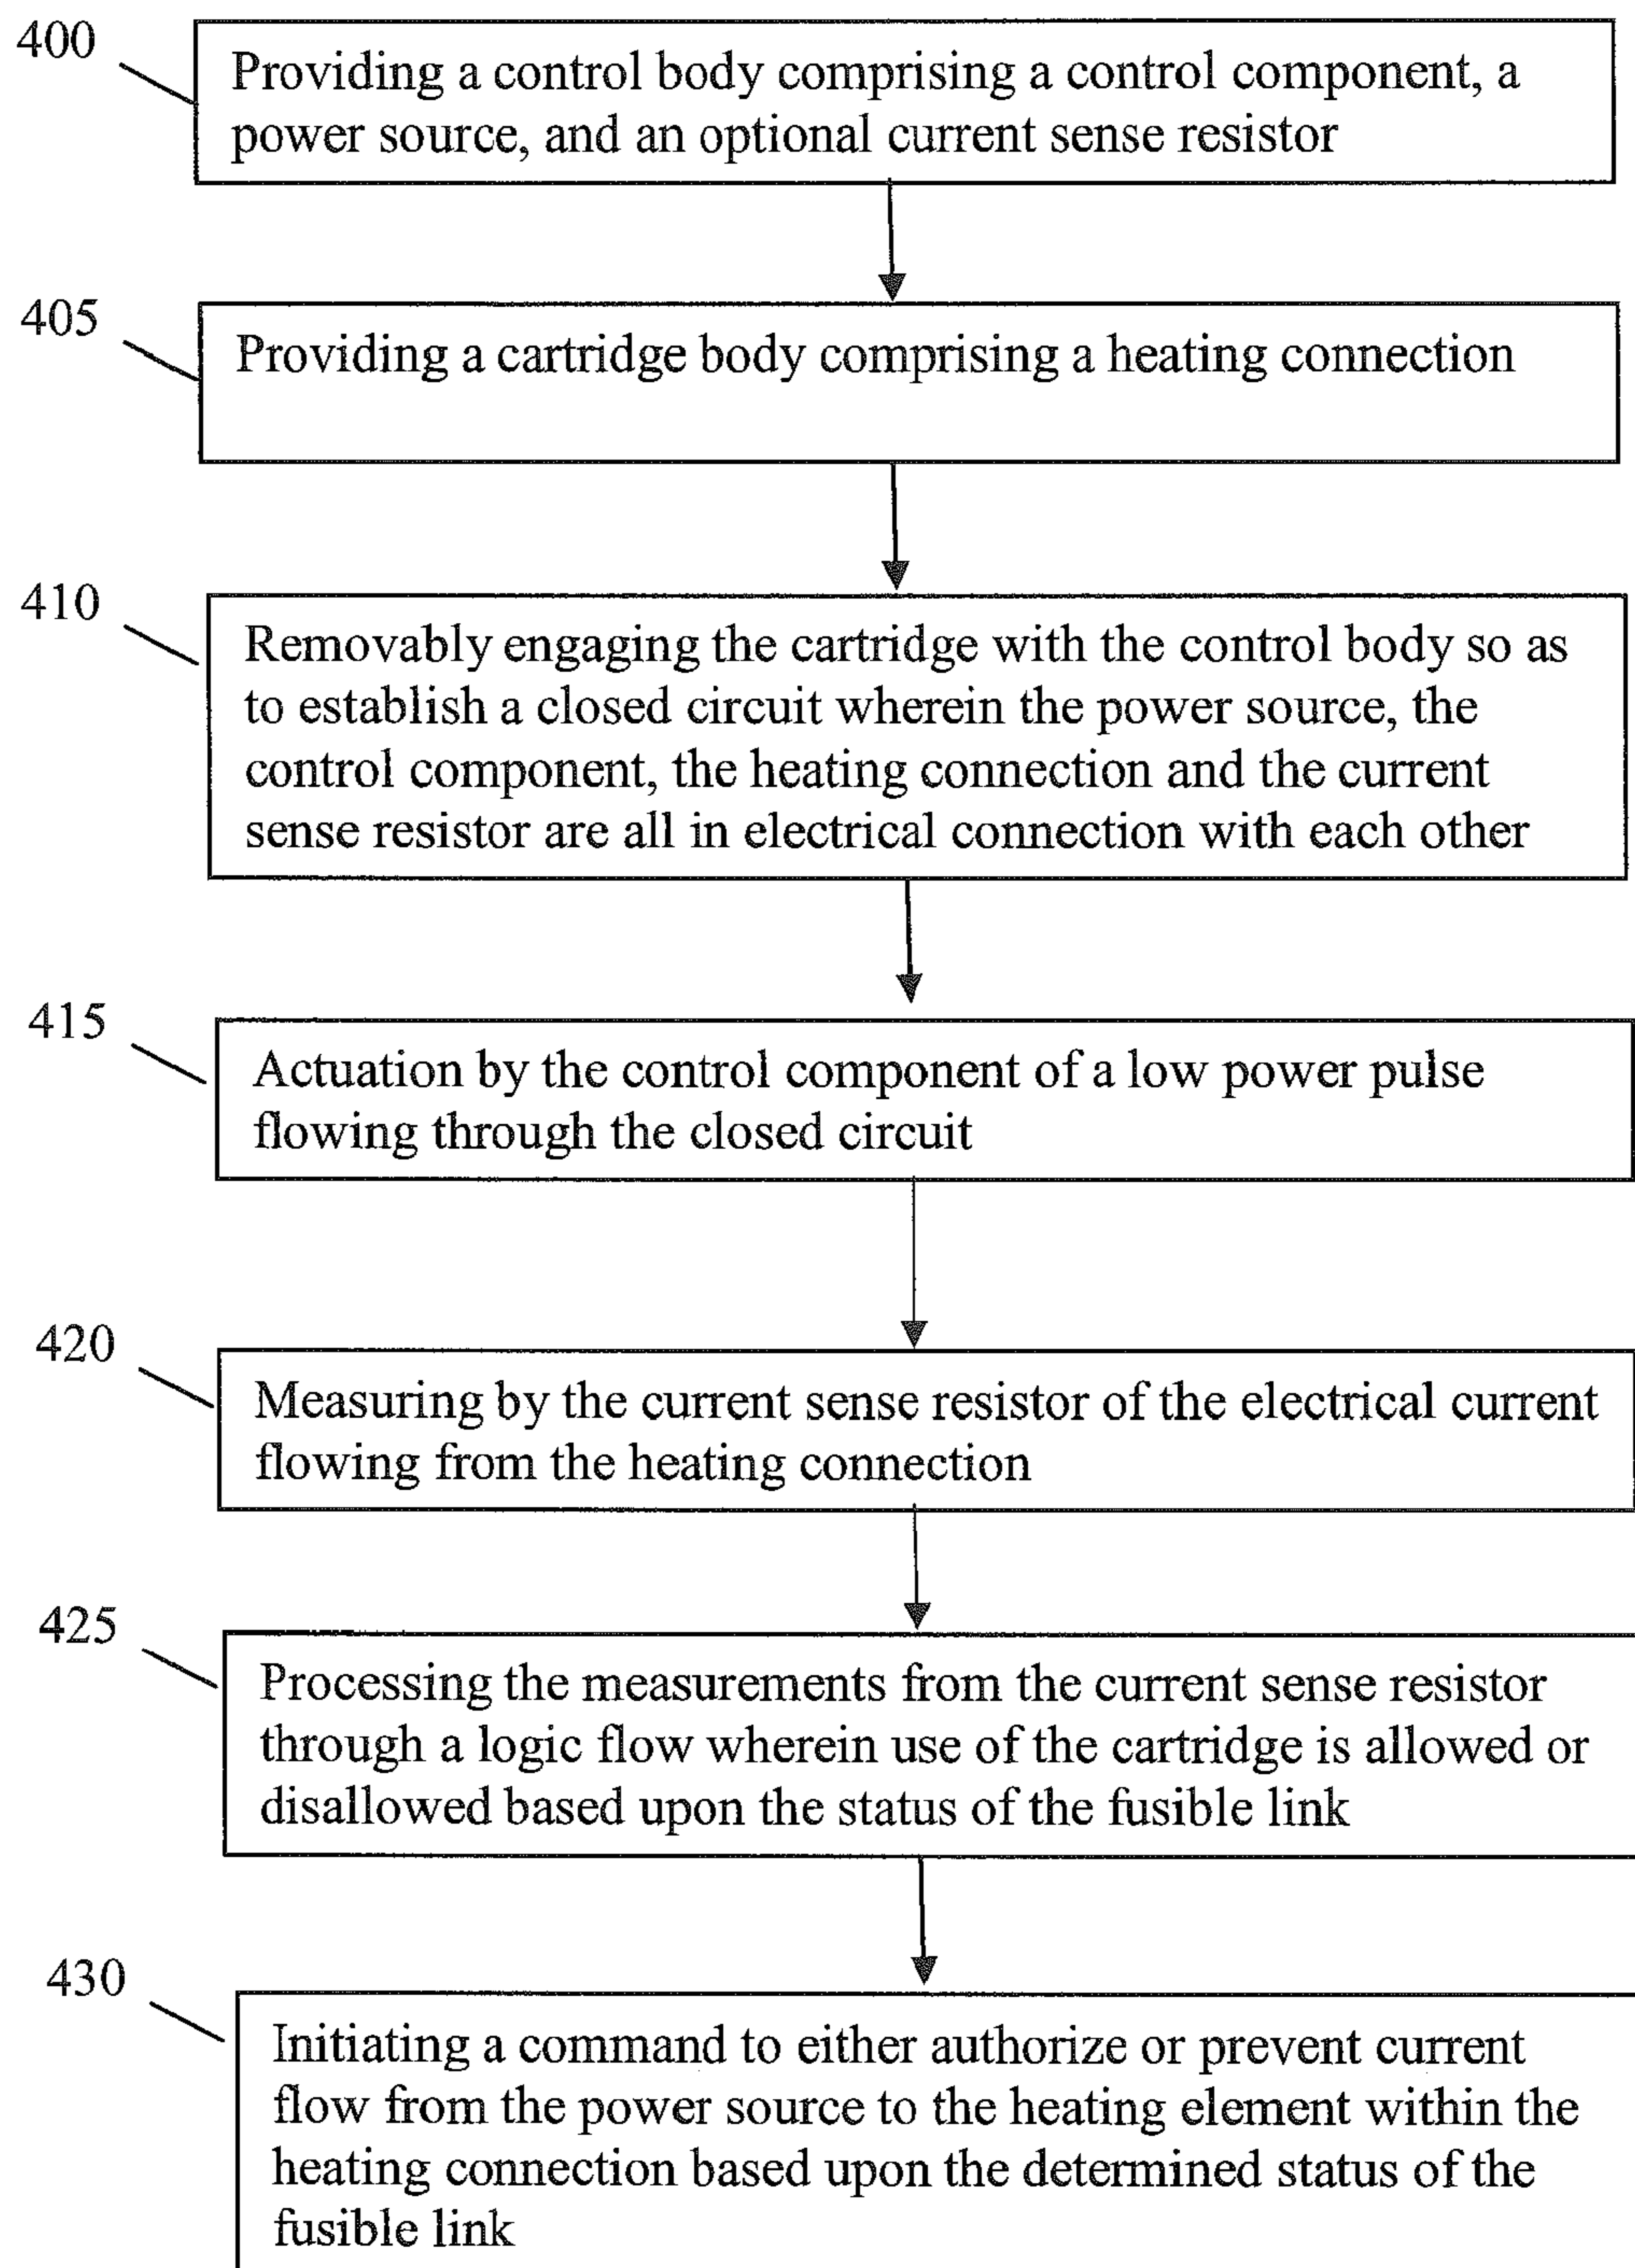 400
Providing a control body comprising a control component, a
power source, and an optional current sense resistor
405
Providing a cartridge body comprising a heating connection
410
Removably engaging the cartridge with the control body so as
to establish a closed circuit wherein the power source, the
control component, the heating connection and the current
sense resistor are all in electrical connection with each other
415
Actuation by the control component of a low power pulse
flowing through the closed circuit
420
Measuring by the current sense resistor of the electrical current
flowing from the heating connection
425
Processing the measurements from the current sense resistor
through a logic flow wherein use of the cartridge is allowed or
disallowed based upon the status of the fusible link
430
Initiating a command to either authorize or prevent current
flow from the power source to the heating element within the
heating connection based upon the determined status of the
fusible link